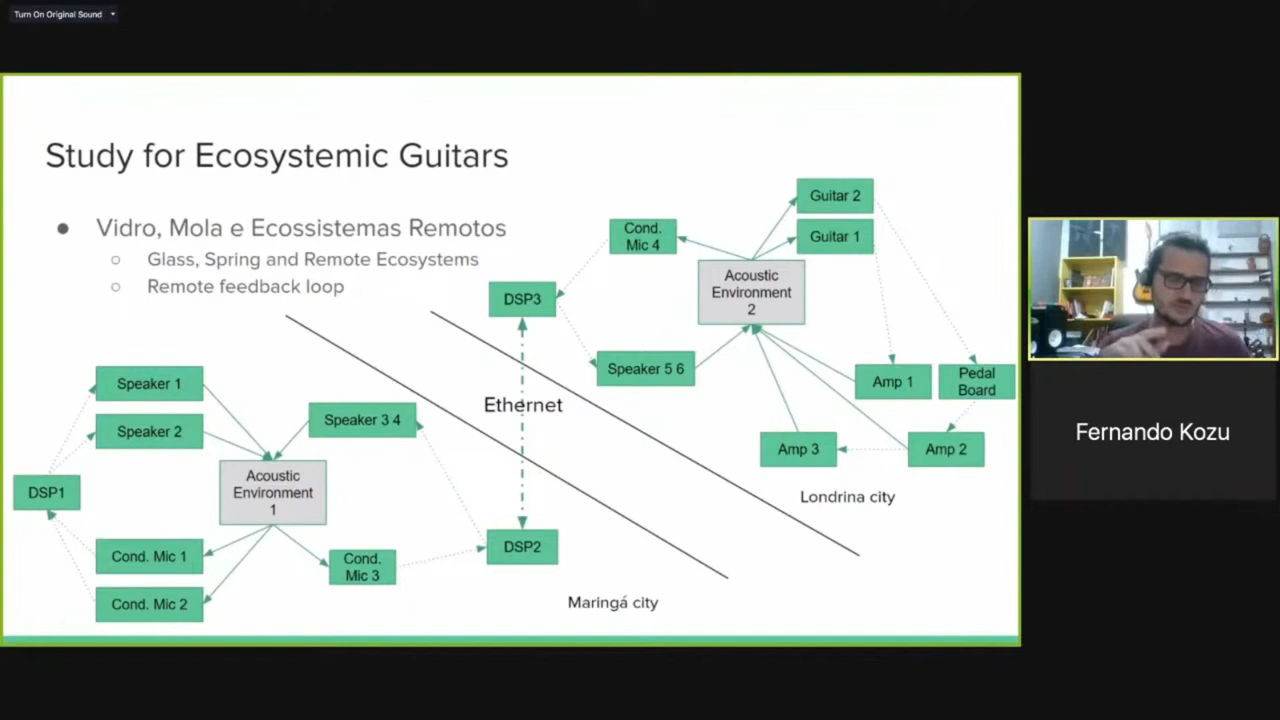 Turn On Original Sound
Study for Ecosystemic Guitars
● Vidro, Mola e Ecossistemas Remotos
○ Glass, Spring and Remote Ecosystems
○ Remote feedback loop
Guitar 2
Guitar 1
Cond.
Mic 4
Acoustic
Environment
2
DSP3
Speaker 5 6
Amp 1
Pedal
Board
Amp 3
Amp 2
Londrina city
Ethernet
Speaker 1
Speaker 2
Speaker 3 4
Acoustic
Environment
1
DSP1
Cond. Mic 1
Cond. Mic 2
Cond.
Mic 3
DSP2
Maringá city
Fernando Kozu